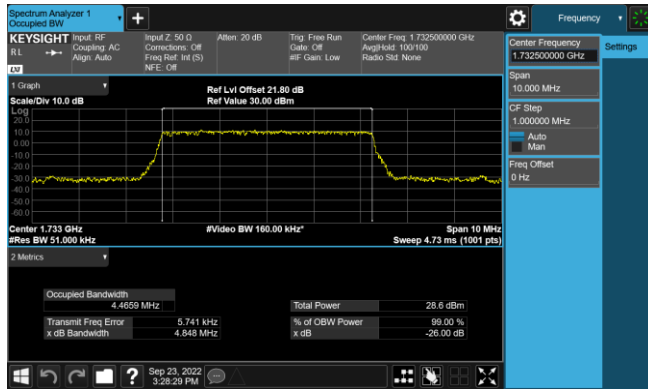 Spectrum Analyzer 1
Occupied BW
+
Frequency
KEYSIGHT
RL
LXI
Input: RF
Coupling: AC
Align: Auto
Input Z: 50 Ω
Corrections: Off
Freq Ref: Int (S)
NFE: Off
Atten: 20 dB
Trig: Free Run
Gate: Off
#IF Gain: Low
Center Freq: 1.732500000 GHz
Avg|Hold: 100/100
Radio Std: None
Center Frequency
1.732500000 GHz
Settings
Span
10.000 MHz
CF Step
1.000000 MHz
Auto
Man
Freq Offset
0 Hz
1 Graph
Scale/Div 10.0 dB
Ref Lvl Offset 21.80 dB
Ref Value 30.00 dBm
Log
20.0
10.0
0.00
-10.0
-20.0
-30.0
-40.0
-50.0
-60.0
Center 1.733 GHz
#Video BW 160.00 kHz*
Span 10 MHz
#Res BW 51.000 kHz
Sweep 4.73 ms (1001 pts)
2 Metrics
Occupied Bandwidth
4.4659 MHz
Total Power 28.6 dBm
Transmit Freq Error 5.741 kHz
% of OBW Power 99.00 %
x dB Bandwidth 4.848 MHz
x dB -26.00 dB
?
Sep 23, 2022
3:28:29 PM